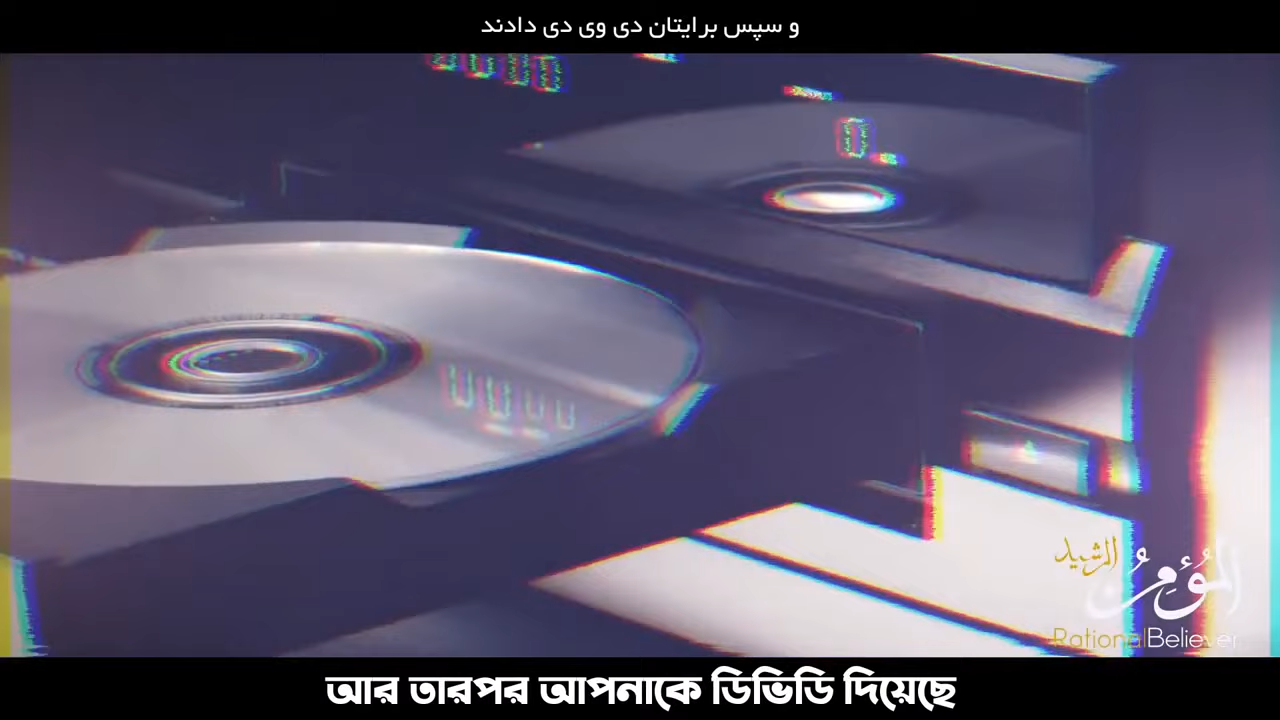 و سپس برایتان دی وی دی دادند
الرشيد
المؤمن
RationalBeliever
আর তারপর আপনাকে ডিভিডি দিয়েছে